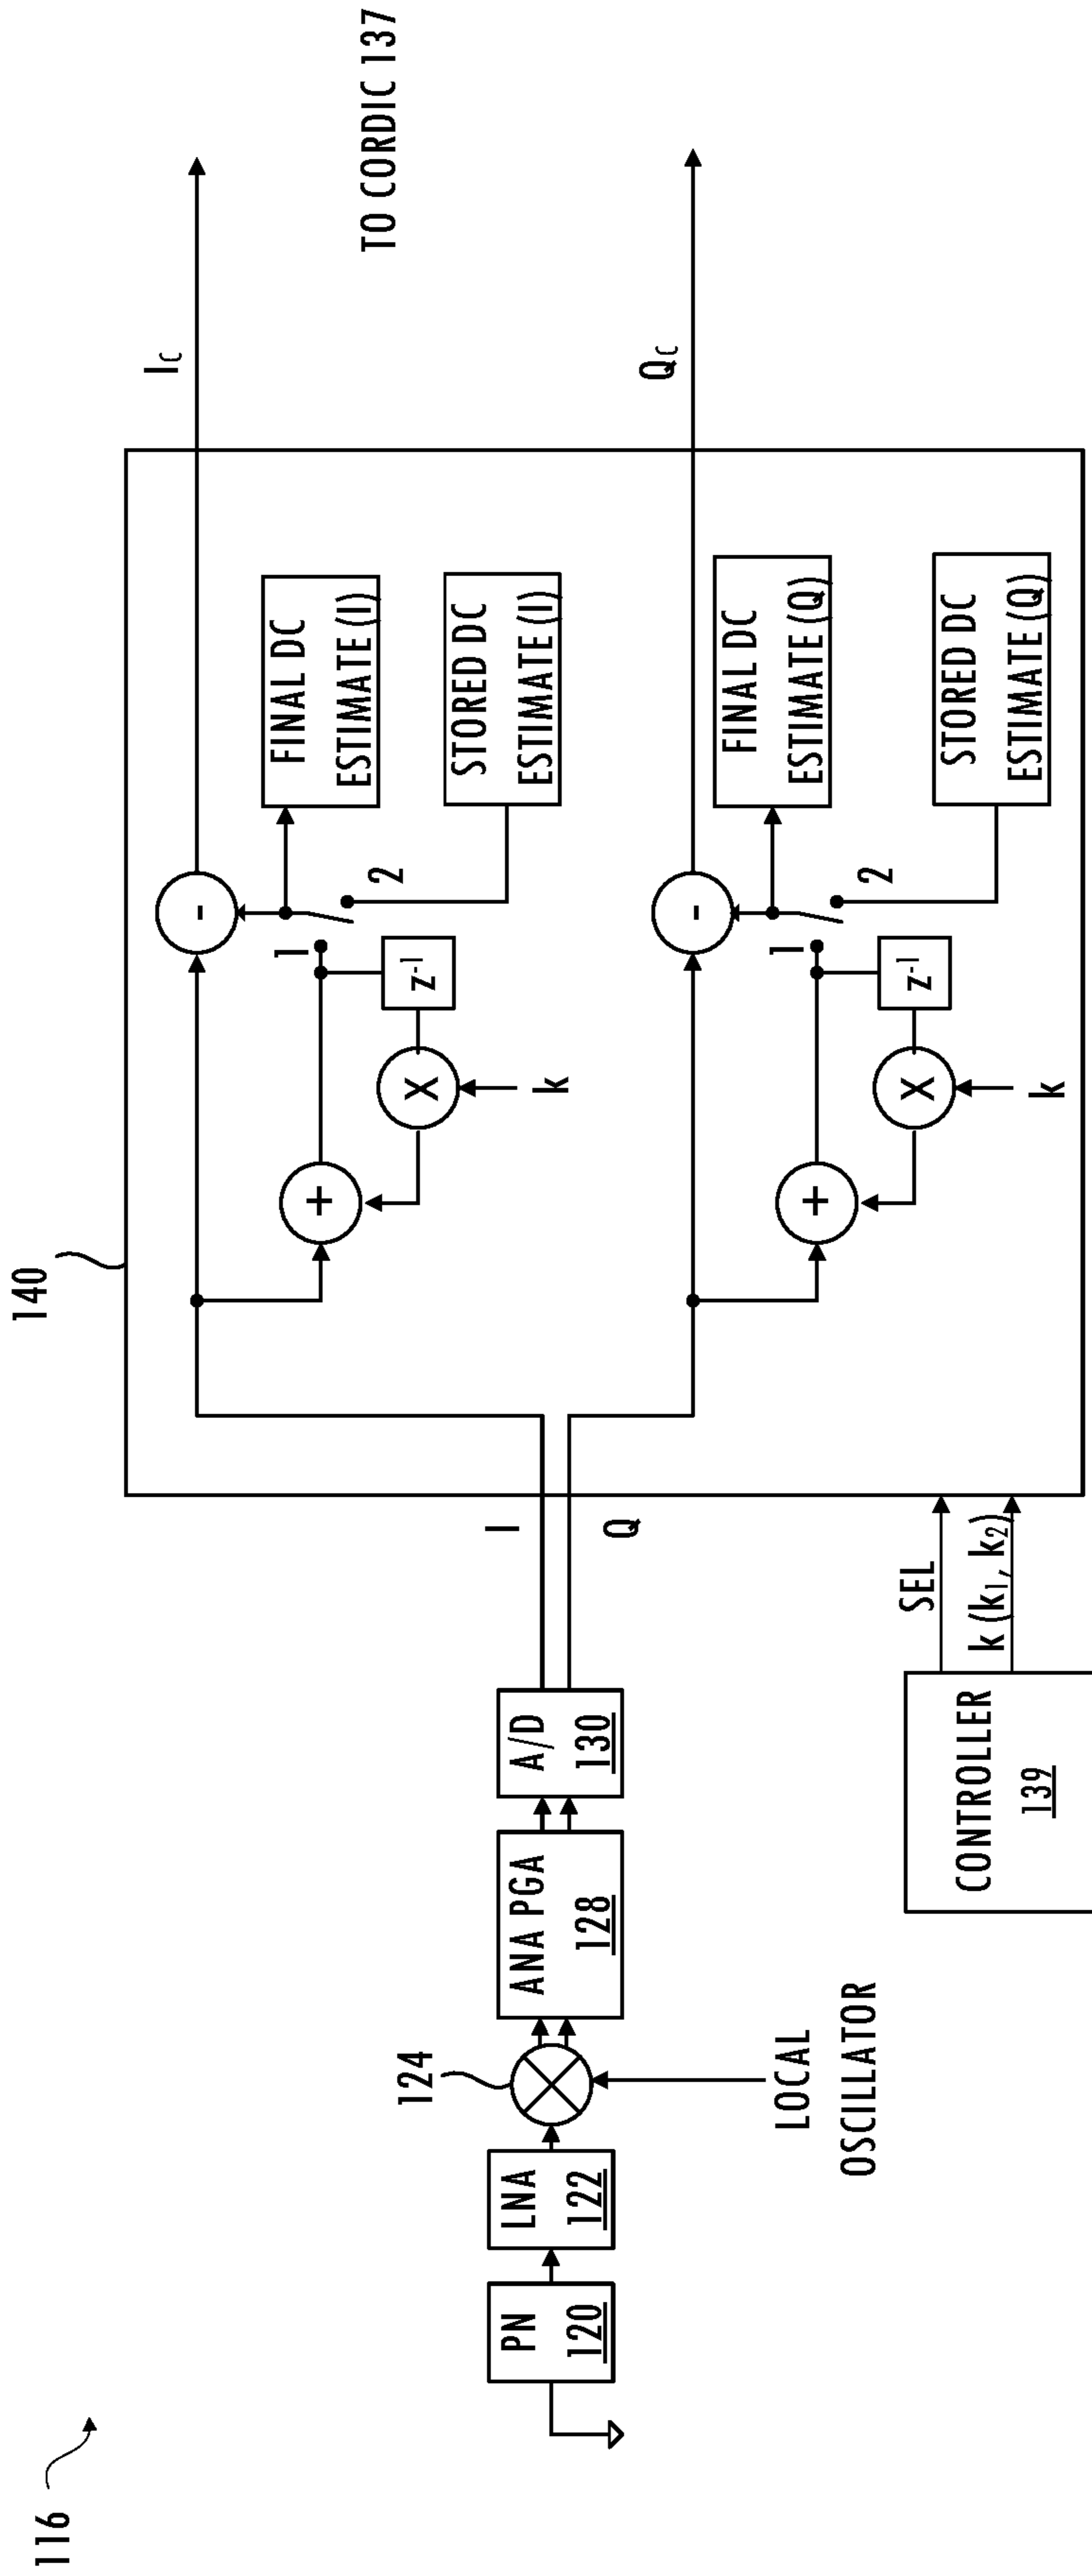 116
PN
120
LNA
122
124
LOCAL
OSCILLATOR
ANA PGA
128
A/D
130
CONTROLLER
139
SEL
k (k₁, k₂)
I
Q
140
+
X
k
z⁻¹
1
2
-
FINAL DC
ESTIMATE (I)
STORED DC
ESTIMATE (I)
I_C
+
X
k
z⁻¹
1
2
-
FINAL DC
ESTIMATE (Q)
STORED DC
ESTIMATE (Q)
Q_C
TO CORDIC 137